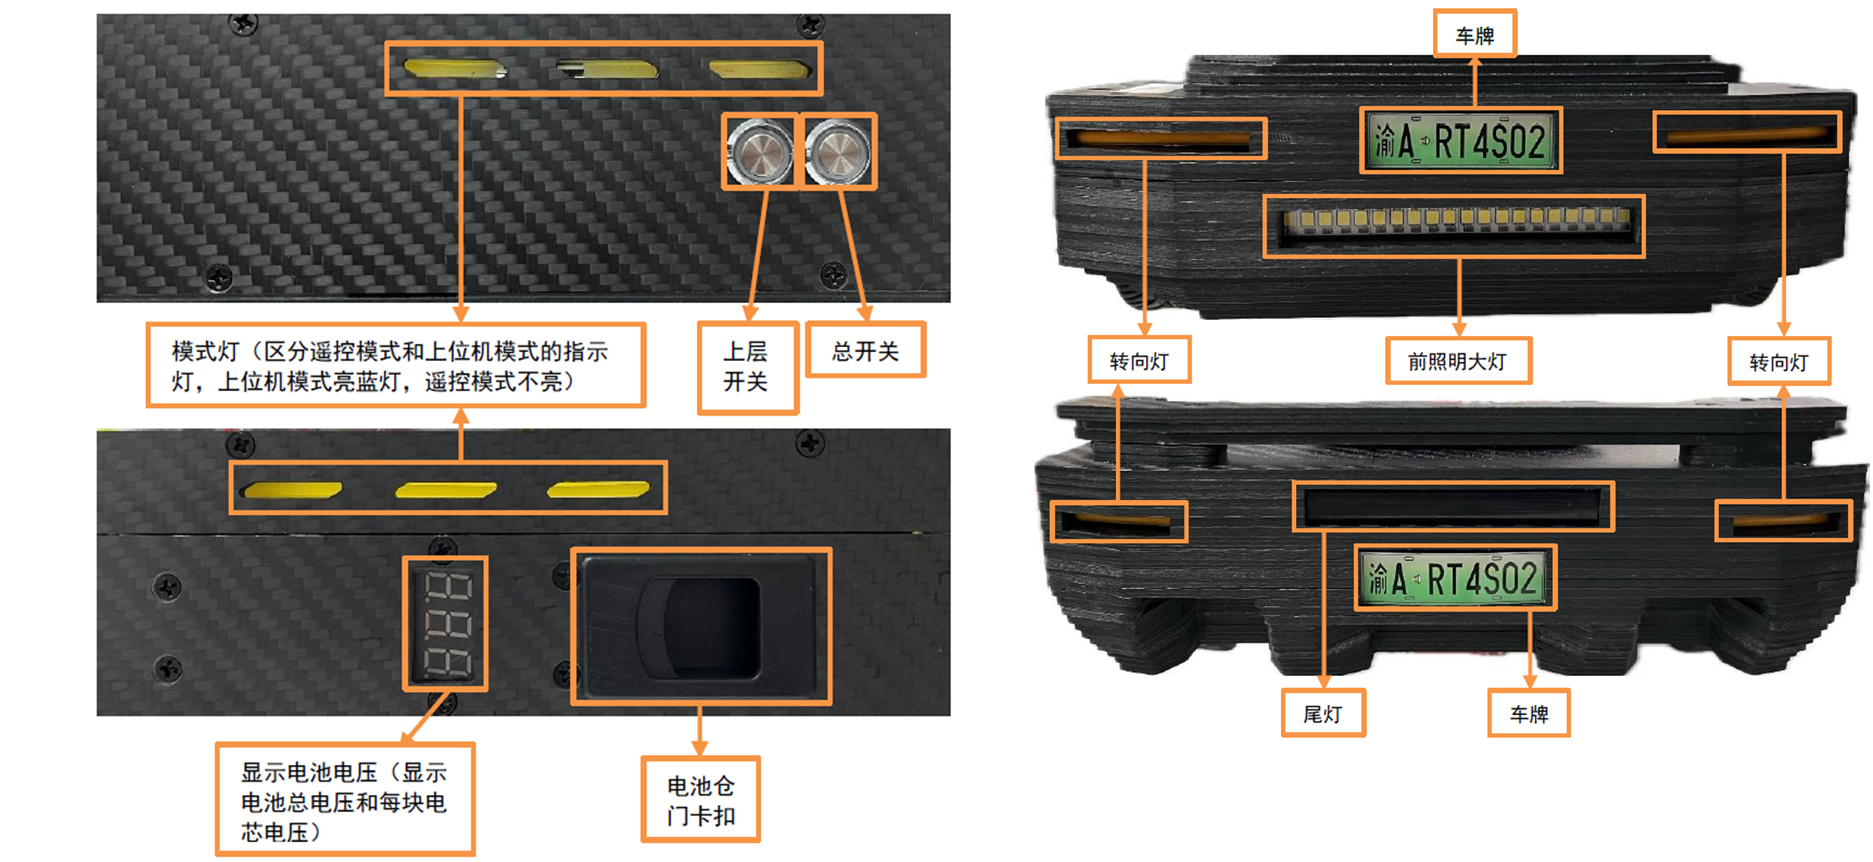 模式灯（区分遥控模式和上位机模式的指示
灯，上位机模式亮蓝灯，遥控模式不亮）
上层
开关
总开关
显示电池电压（显示
电池总电压和每块电
芯电压）
电池仓
门卡扣
车牌
渝A·RT4S02
转向灯
前照明大灯
转向灯
渝A·RT4S02
尾灯
车牌